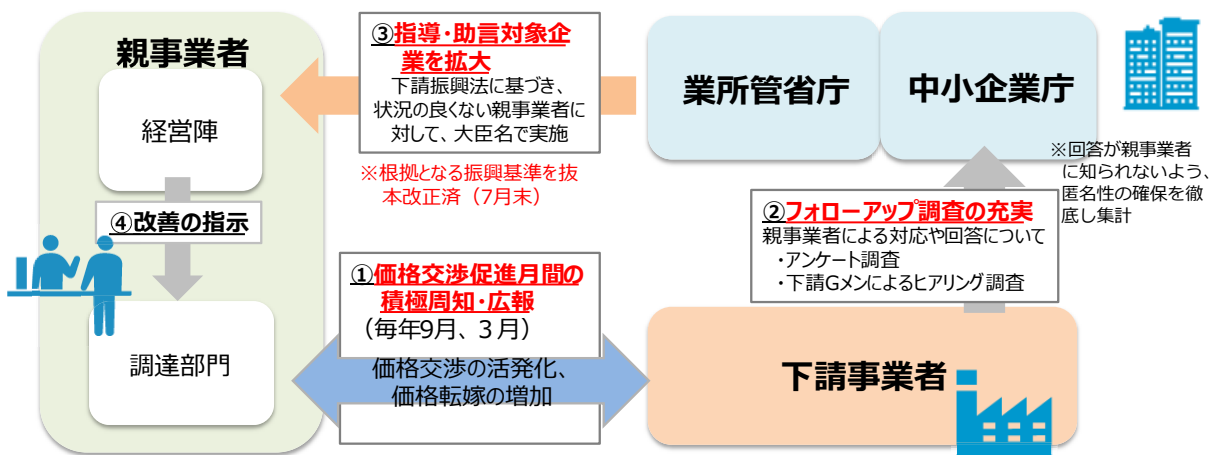 親事業者
経営陣
④改善の指示
調達部門
③指導・助言対象企
業を拡大
下請振興法に基づき、
状況の良くない親事業者に
対して、大臣名で実施
※根拠となる振興基準を抜
本改正済（7月末）
①価格交渉促進月間の
積極周知・広報
（毎年9月、３月）
価格交渉の活発化、
価格転嫁の増加
業所管省庁
中小企業庁
※回答が親事業者
に知られないよう、
匿名性の確保を徹
底し集計
②フォローアップ調査の充実
親事業者による対応や回答について
・アンケート調査
・下請Gメンによるヒアリング調査
下請事業者